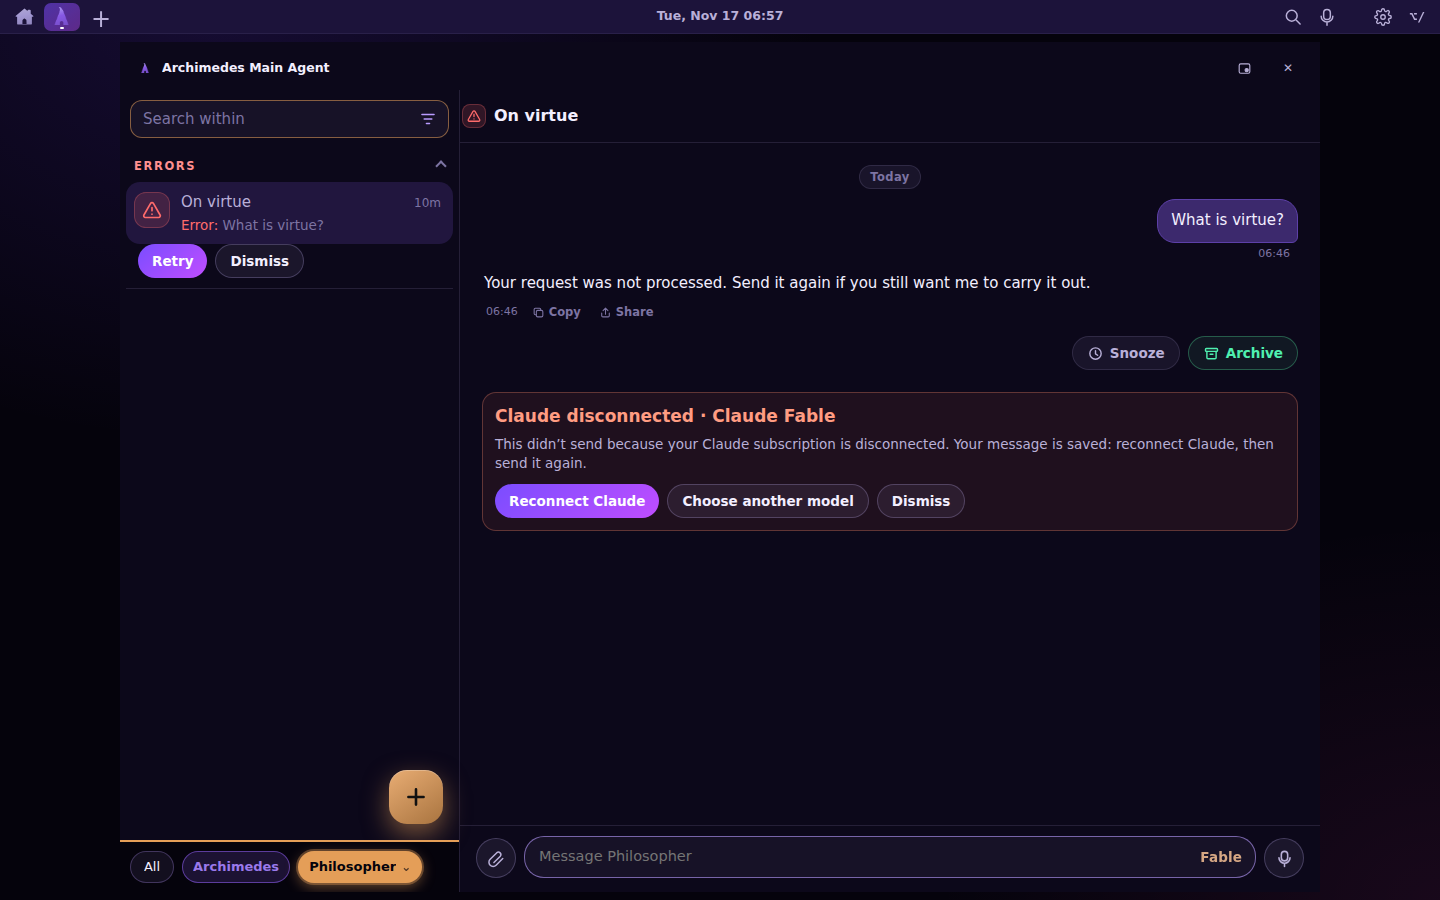 Tue, Nov 17 06:57
Archimedes Main Agent
Search within
ERRORS
On virtue
10m
Error: What is virtue?
Retry
Dismiss
All
Archimedes
Philosopher
On virtue
Today
What is virtue?
06:46
Your request was not processed. Send it again if you still want me to carry it out.
06:46
Copy
Share
Snooze
Archive
Claude disconnected · Claude Fable
This didn’t send because your Claude subscription is disconnected. Your message is saved: reconnect Claude, then
send it again.
Reconnect Claude
Choose another model
Dismiss
Message Philosopher
Fable